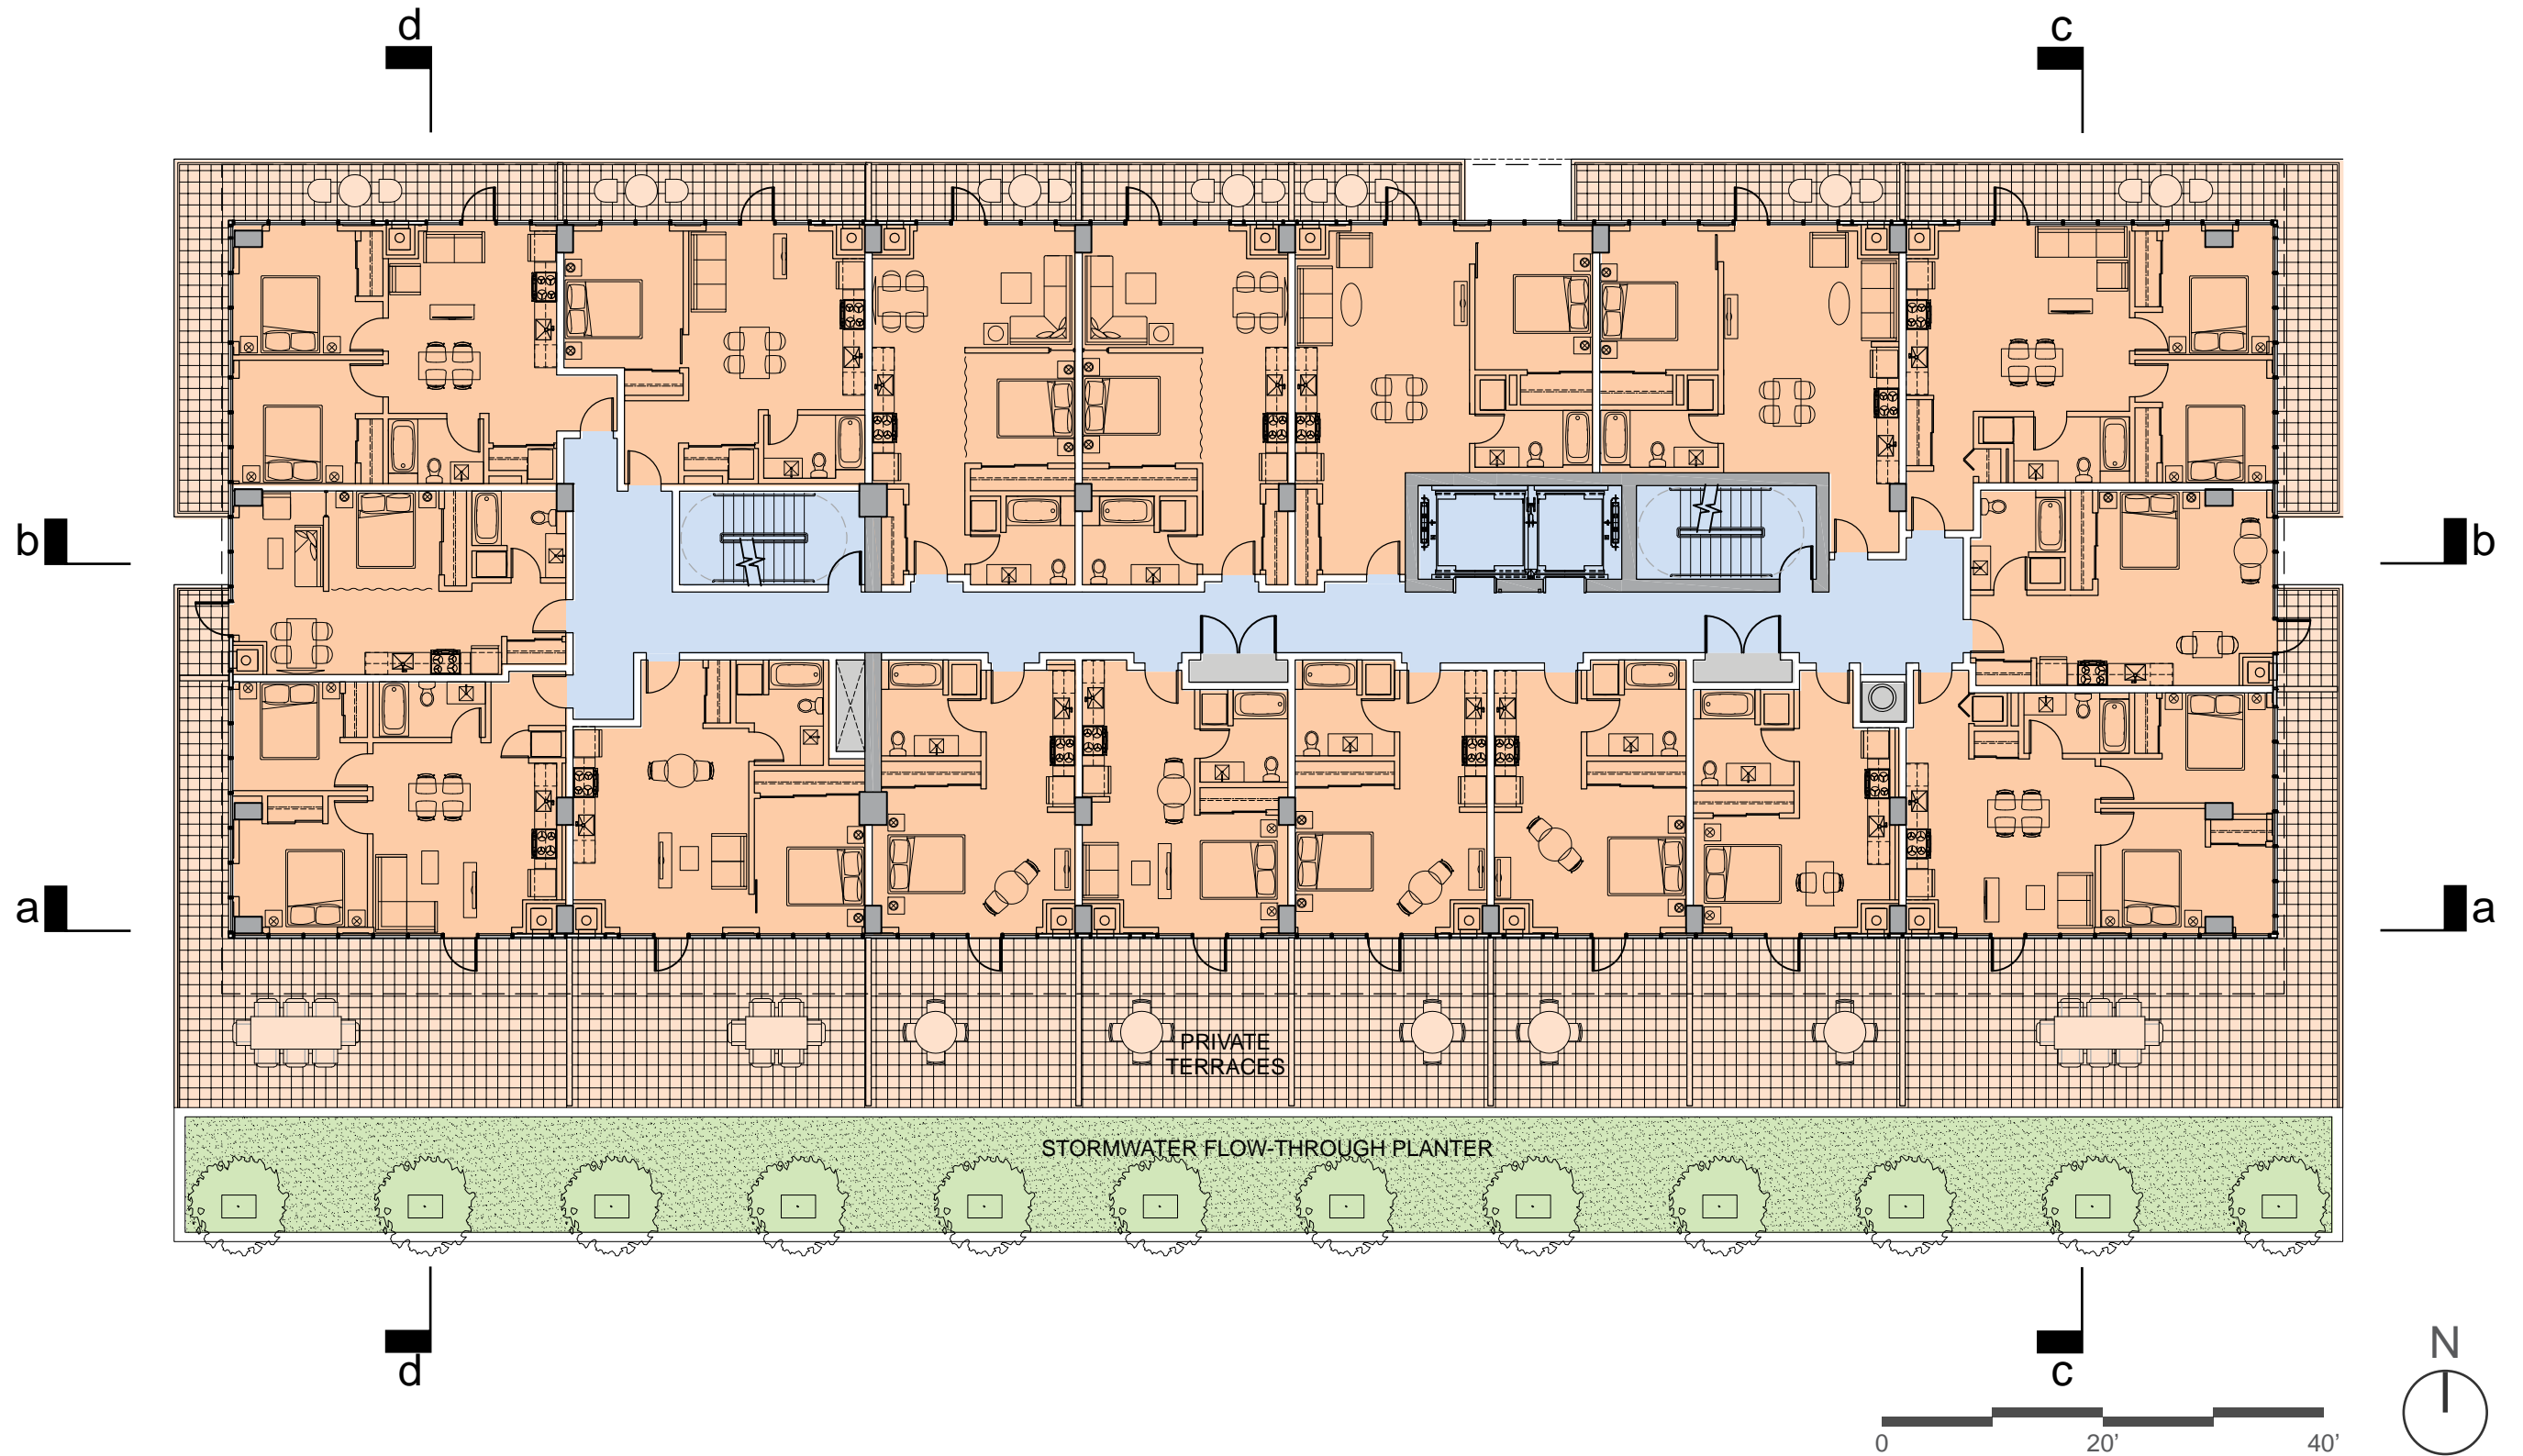 d
c
b
b
a
a
PRIVATE
TERRACES
STORMWATER FLOW-THROUGH PLANTER
d
c
N
0
20’
40’